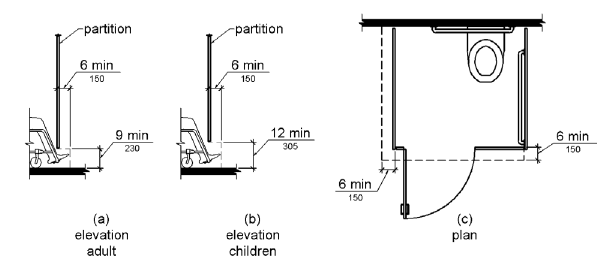 partition
6 min
150
9 min
230
(a)
elevation
adult
partition
6 min
150
12 min
305
(b)
elevation
children
6 min
150
6 min
150
(c)
plan